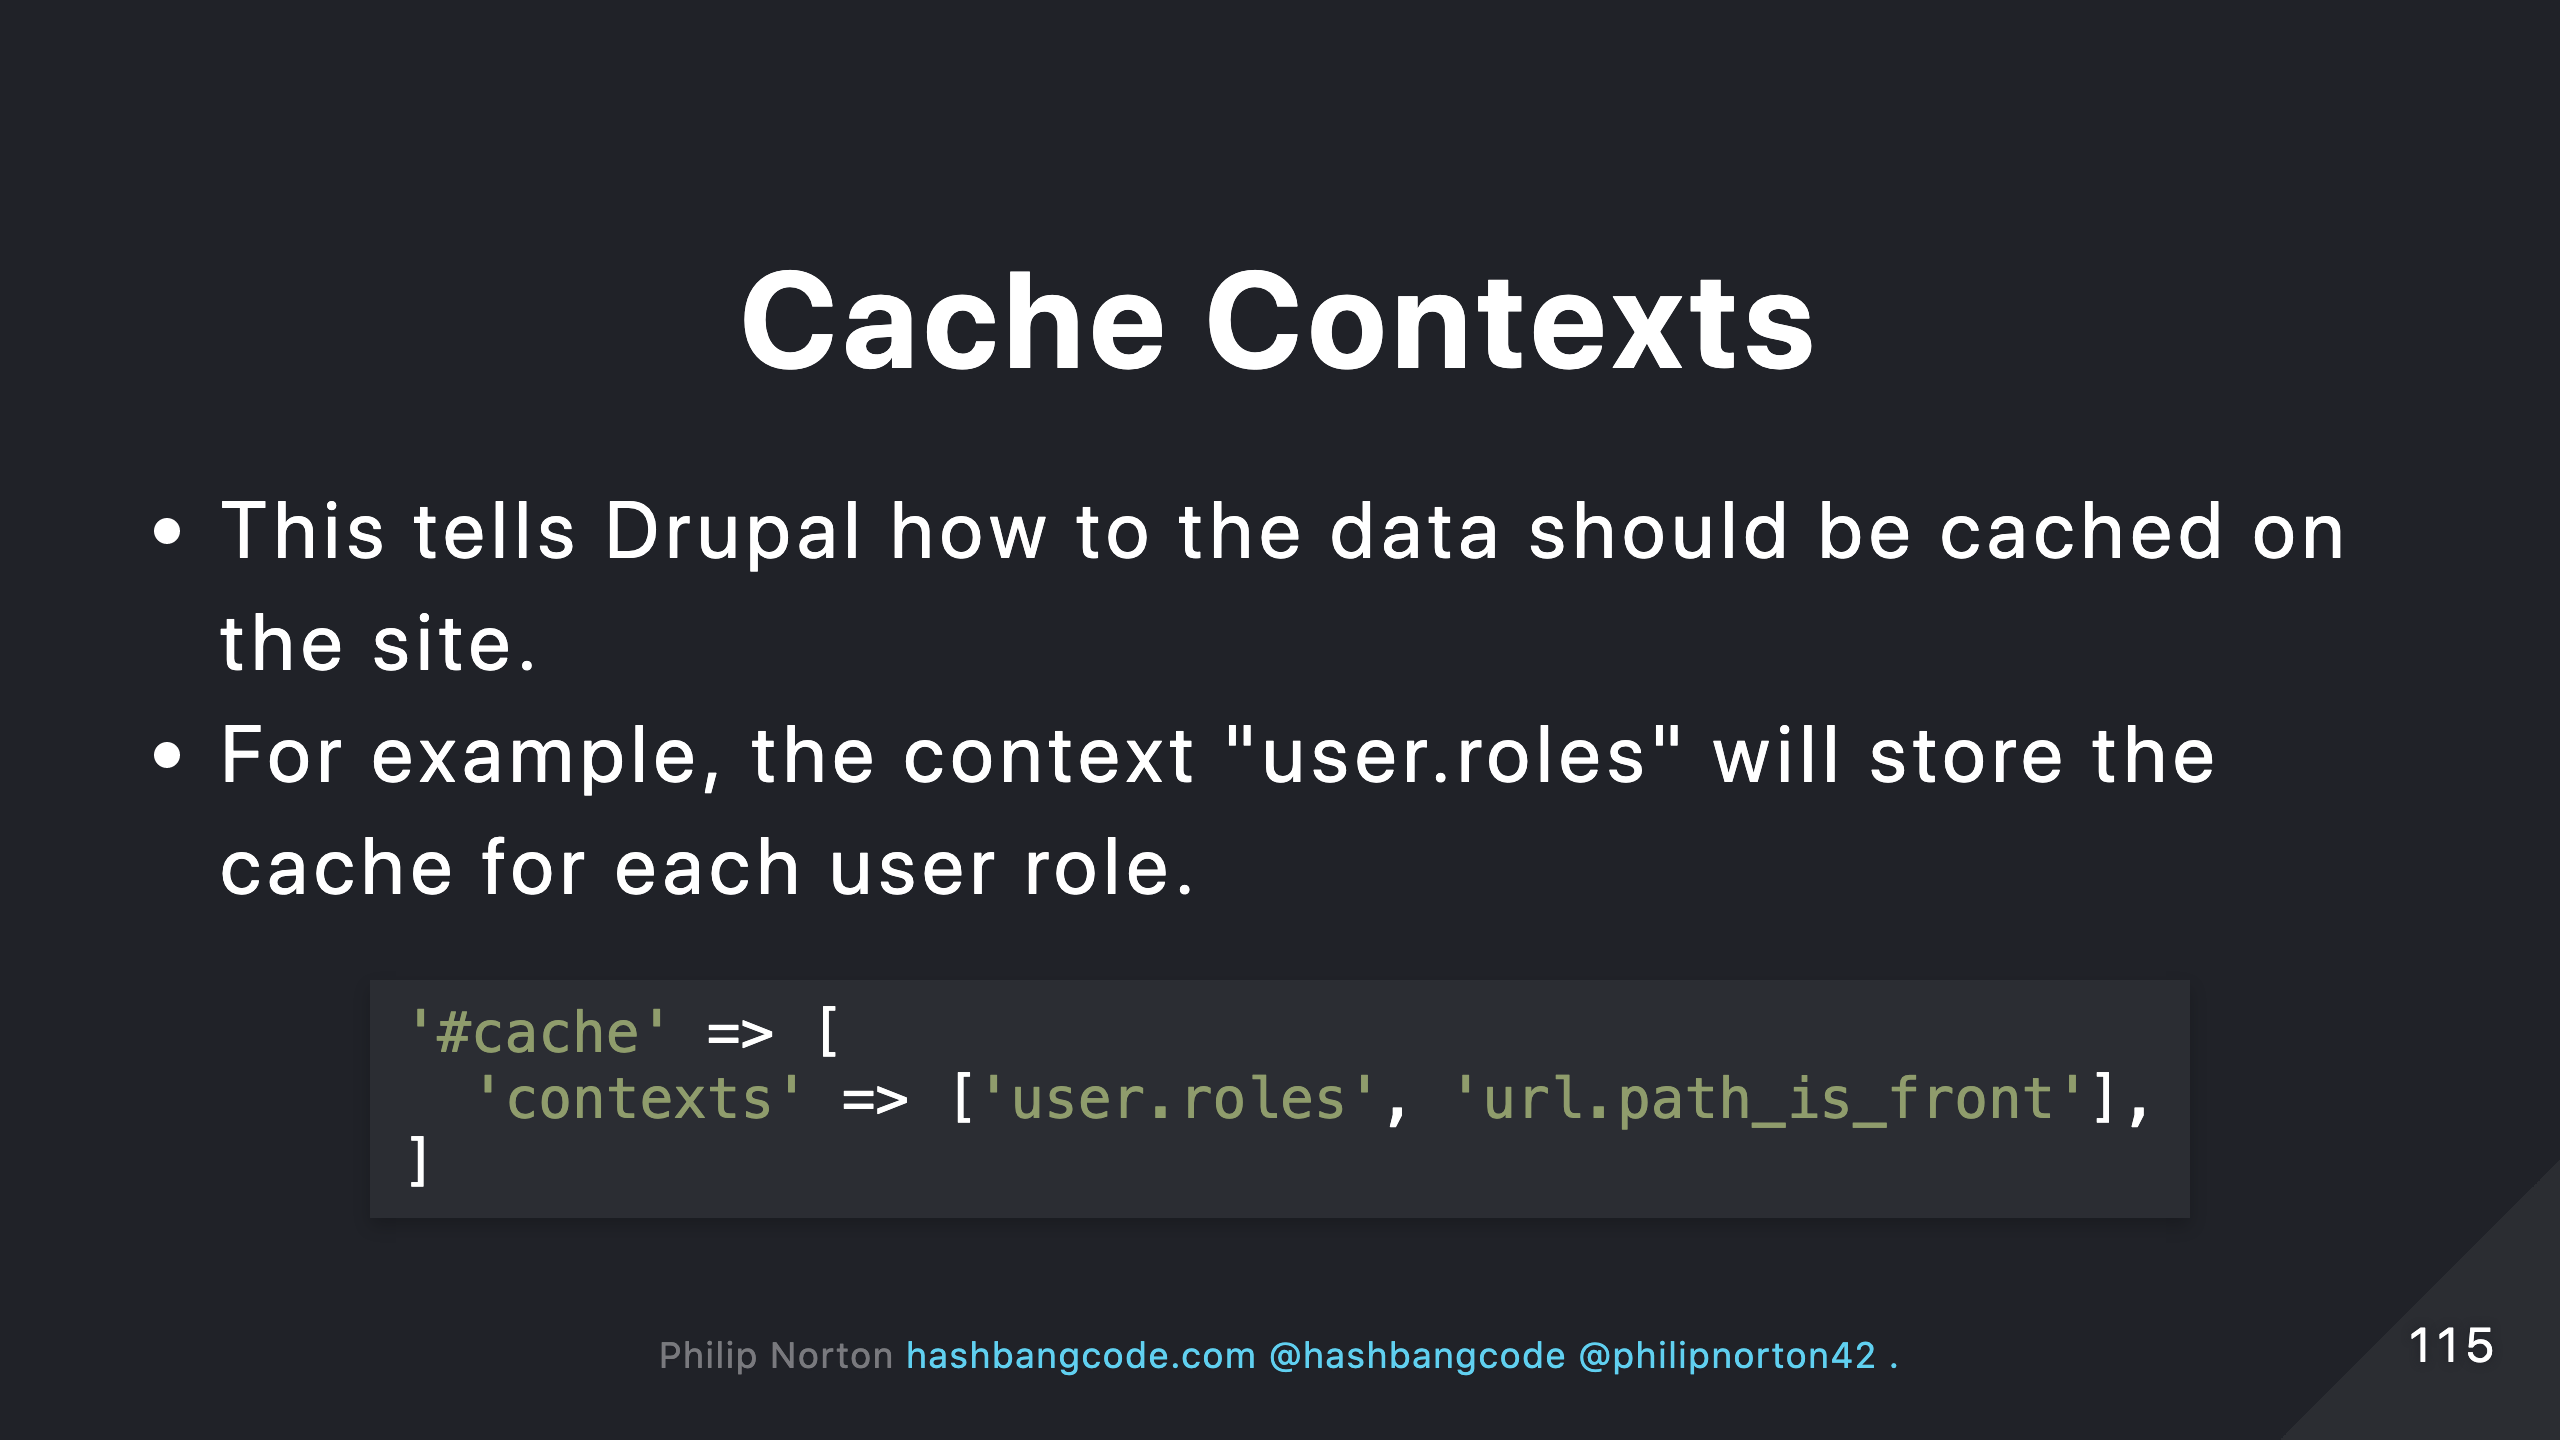 Cache Contexts
• This tells Drupal how to the data should be cached on
the site.
• For example, the context "user.roles" will store the
cache for each user role.
'#cache' => [
  'contexts' => ['user.roles', 'url.path_is_front'],
]
Philip Norton hashbangcode.com @hashbangcode @philipnorton42 .
115